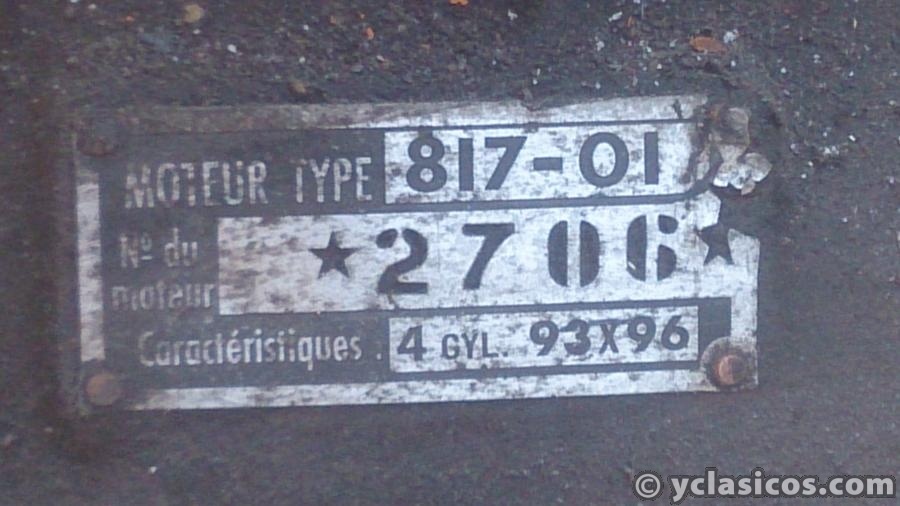 MOTEUR TYPE 817-01
Nº du moteur ★ 2706 ★
Caractéristiques . 4 CYL. 93X96
© yclasicos.com